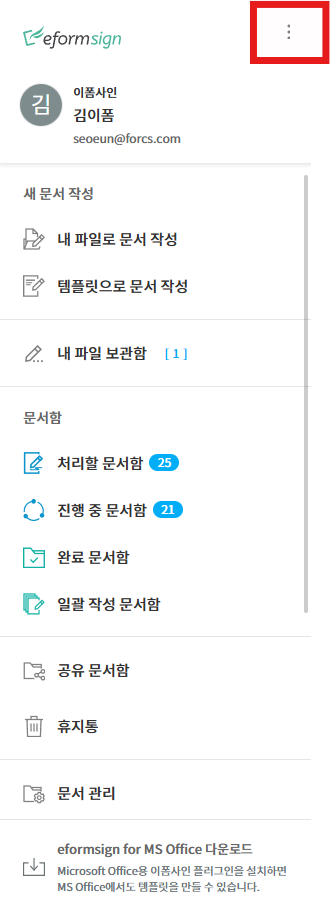 eformsign
김
이폼사인
김이폼
seoeun@forcs.com
새 문서 작성
내 파일로 문서 작성
템플릿으로 문서 작성
내 파일 보관함 [ 1 ]
문서함
처리할 문서함 25
진행 중 문서함 21
완료 문서함
일괄 작성 문서함
공유 문서함
휴지통
문서 관리
eformsign for MS Office 다운로드
Microsoft Office용 이폼사인 플러그인을 설치하면
MS Office에서도 템플릿을 만들 수 있습니다.